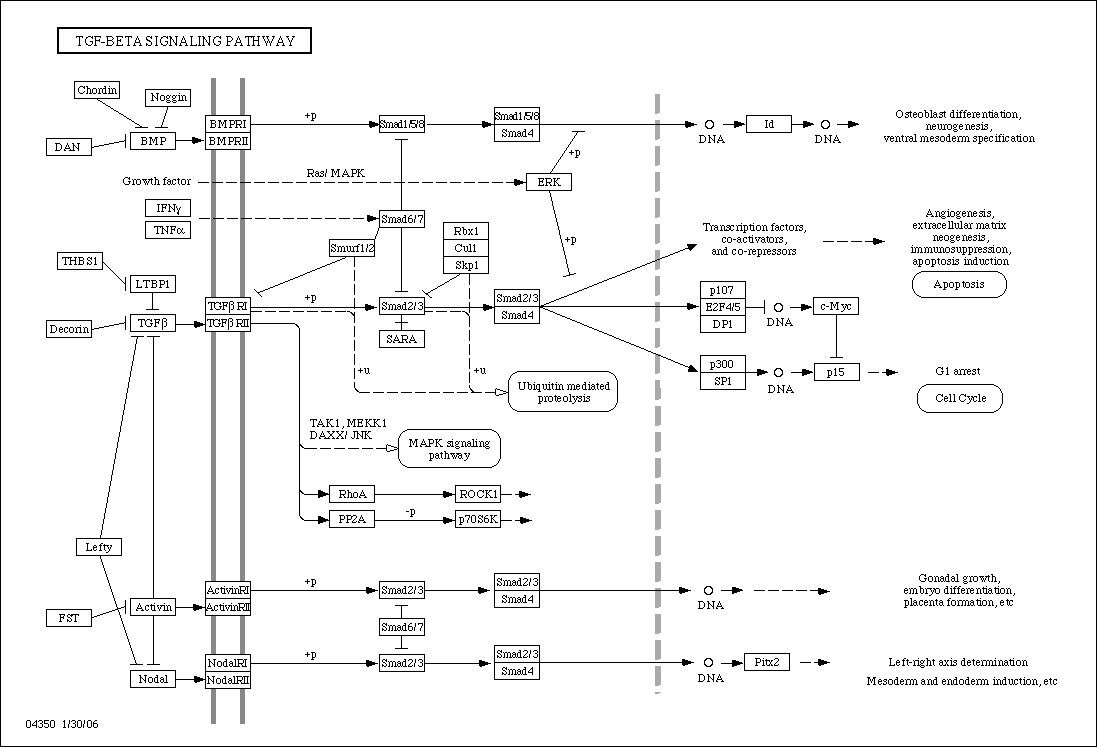 TGF-BETA SIGNALING PATHWAY
Chordin
Noggin
DAN
BMP
BMPRI
BMPRII
+p
Smad1/5/8
Smad1/5/8
Smad4
DNA
Id
DNA
Osteoblast differentiation,
neurogenesis,
ventral mesoderm specification
Growth factor
Ras/ MAPK
ERK
+p
+p
IFNγ
TNFα
Smad6/7
Smurf1/2
Rbx1
Cul1
Skp1
Transcription factors,
co-activators,
and co-repressors
Angiogenesis,
extracellular matrix
neogenesis,
immunosuppression,
apoptosis induction
Apoptosis
THBS1
LTBP1
Decorin
TGFβ
TGFβ RI
TGFβ RII
+p
Smad2/3
SARA
Smad2/3
Smad4
p107
E2F4/5
DP1
DNA
c-Myc
p300
SP1
DNA
p15
G1 arrest
Cell Cycle
+u
+u
Ubiquitin mediated
proteolysis
TAK1, MEKK1
DAXX/ JNK
MAPK signaling
pathway
RhoA
ROCK1
PP2A
-p
p70S6K
Lefty
FST
Activin
ActivinRI
ActivinRII
+p
Smad2/3
Smad2/3
Smad4
DNA
Gonadal growth,
embryo differentiation,
placenta formation, etc
Smad6/7
Nodal
NodalRI
NodalRII
+p
Smad2/3
Smad2/3
Smad4
DNA
Pitx2
Left-right axis determination
Mesoderm and endoderm induction, etc
04350 1/30/06